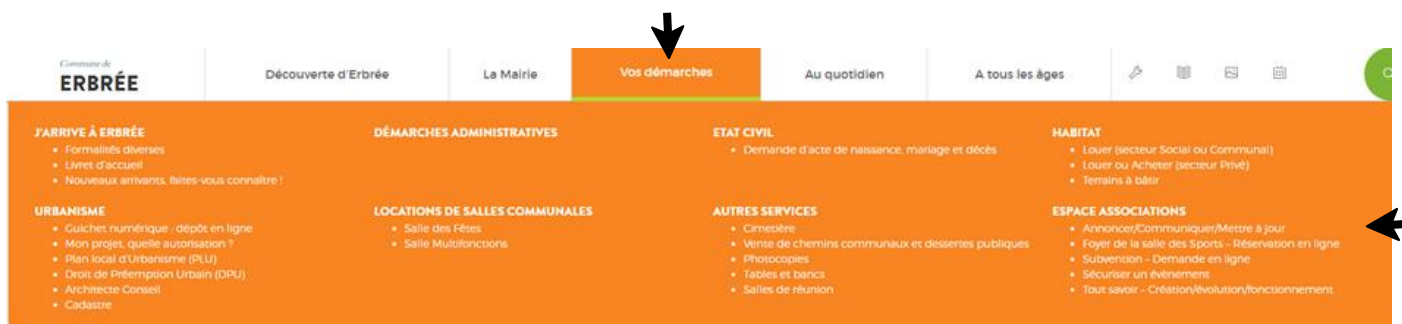 Commune de
ERBRÉE
Découverte d'Erbrée
La Mairie
Vos démarches
Au quotidien
A tous les âges
J'ARRIVE À ERBRÉE
• Formalités diverses
• Livret d'accueil
• Nouveaux arrivants, faites-vous connaître !
DÉMARCHES ADMINISTRATIVES
ETAT CIVIL
• Demande d'acte de naissance, mariage et décès
HABITAT
• Louer (secteur Social ou Communal)
• Louer ou Acheter (secteur Privé)
• Terrains à bâtir
URBANISME
• Guichet numérique : dépôt en ligne
• Mon projet, quelle autorisation ?
• Plan local d'Urbanisme (PLU)
• Droit de Préemption Urbain (DPU)
• Architecte Conseil
• Cadastre
LOCATIONS DE SALLES COMMUNALES
• Salle des Fêtes
• Salle Multifonctions
AUTRES SERVICES
• Cimetière
• Vente de chemins communaux et dessertes publiques
• Photocopies
• Tables et bancs
• Salles de réunion
ESPACE ASSOCIATIONS
• Annoncer/Communiquer/Mettre à jour
• Foyer de la salle des Sports - Réservation en ligne
• Subvention - Demande en ligne
• Sécuriser un évènement
• Tout savoir - Création/évolution/fonctionnement